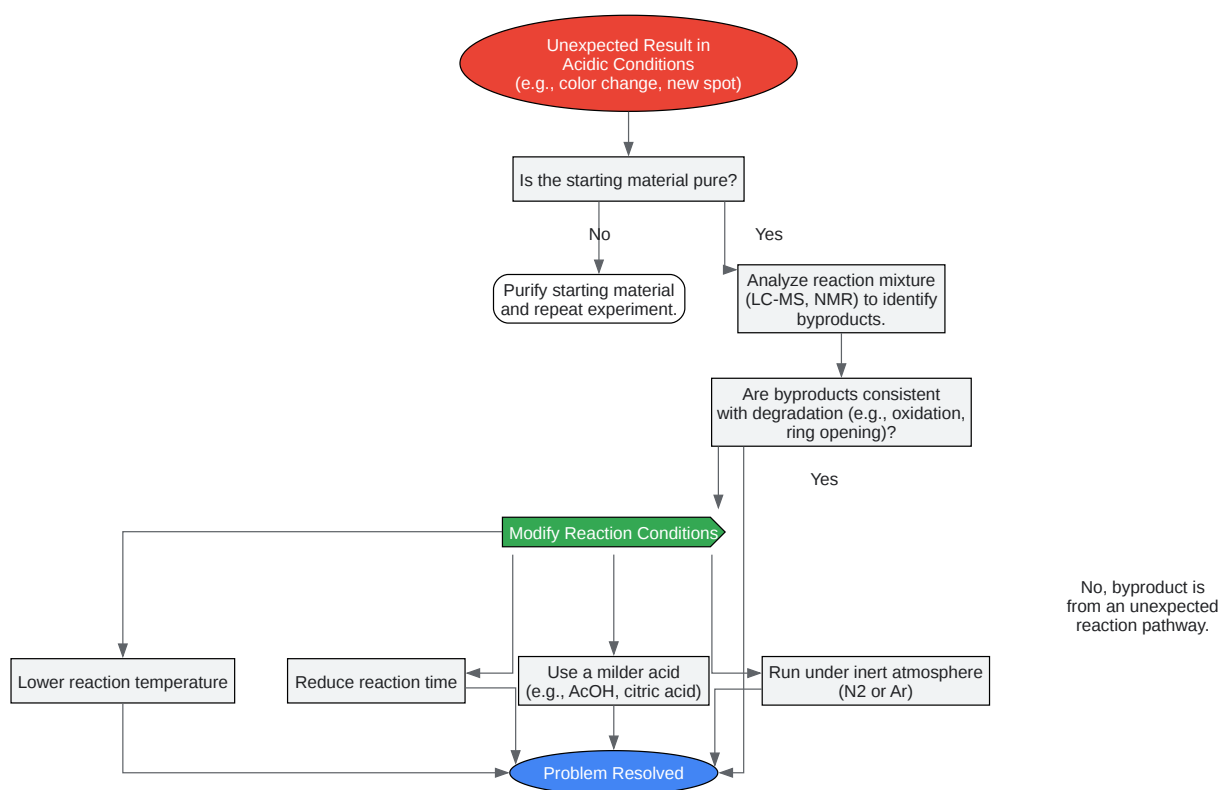 Unexpected Result in
Acidic Conditions
(e.g., color change, new spot)
Is the starting material pure?
No
Yes
Purify starting material
and repeat experiment.
Analyze reaction mixture
(LC-MS, NMR) to identify
byproducts.
Are byproducts consistent
with degradation (e.g., oxidation,
ring opening)?
Yes
Modify Reaction Conditions
No, byproduct is
from an unexpected
reaction pathway.
Lower reaction temperature
Reduce reaction time
Use a milder acid
(e.g., AcOH, citric acid)
Run under inert atmosphere
(N2 or Ar)
Problem Resolved